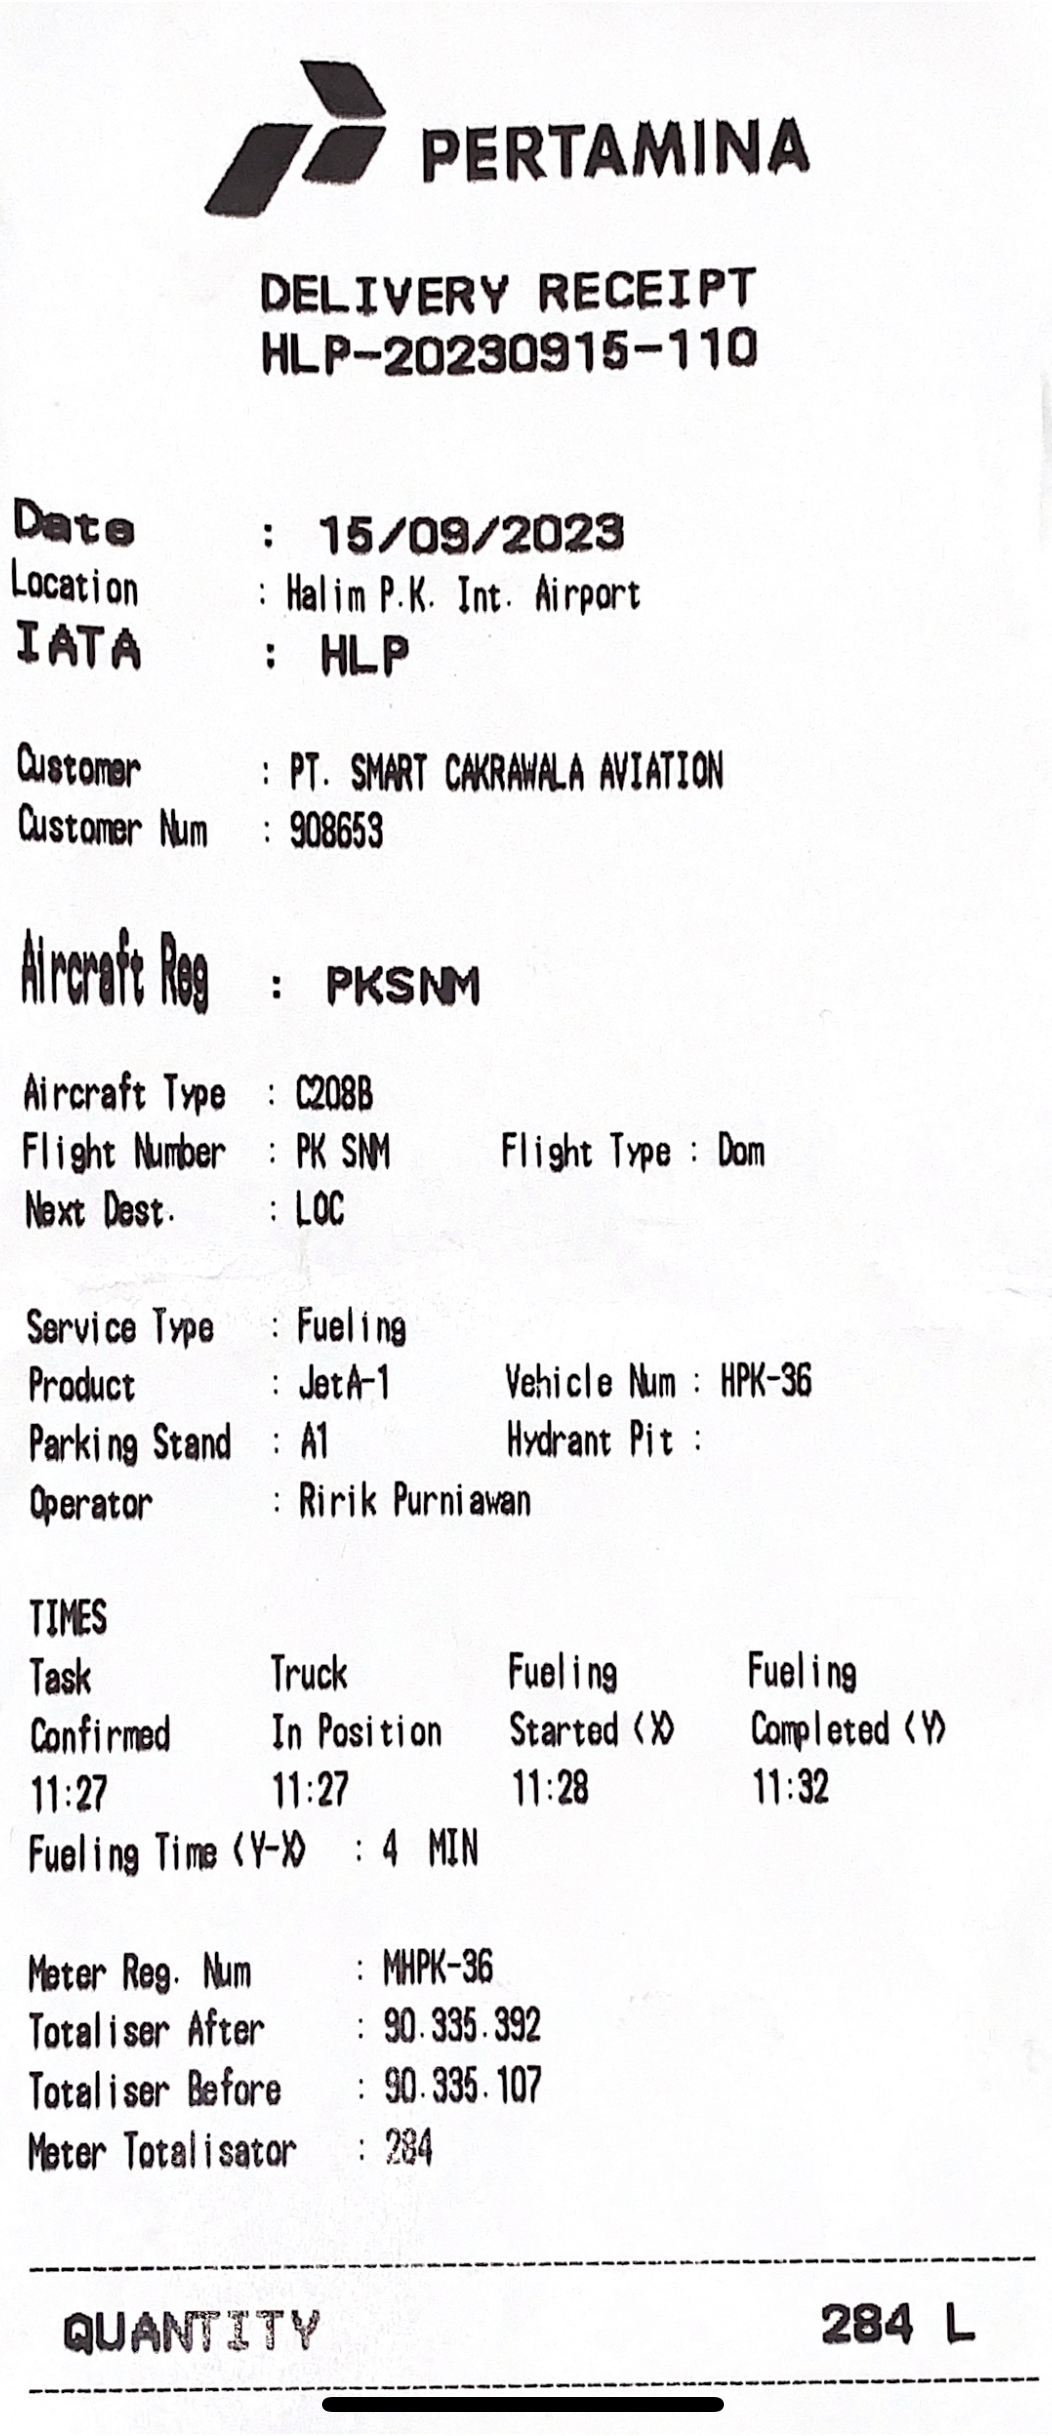 PERTAMINA
DELIVERY RECEIPT
HLP-20230915-110
Date : 15/09/2023
Location : Halim P.K. Int. Airport
IATA : HLP
Customer : PT. SMART CAKRAWALA AVIATION
Customer Num : 908653
Aircraft Reg : PKSNM
Aircraft Type : C208B
Flight Number : PK SNM Flight Type : Dom
Next Dest. : LOC
Service Type : Fueling
Product : JetA-1 Vehicle Num : HPK-36
Parking Stand : A1 Hydrant Pit :
Operator : Ririk Purniawan
TIMES
Task Truck Fueling Fueling
Confirmed In Position Started (X) Completed (Y)
11:27 11:27 11:28 11:32
Fueling Time (Y-X) : 4 MIN
Meter Reg. Num : MHPK-36
Totaliser After : 90.335.392
Totaliser Before : 90.335.107
Meter Totalisator : 284
QUANTITY 284 L